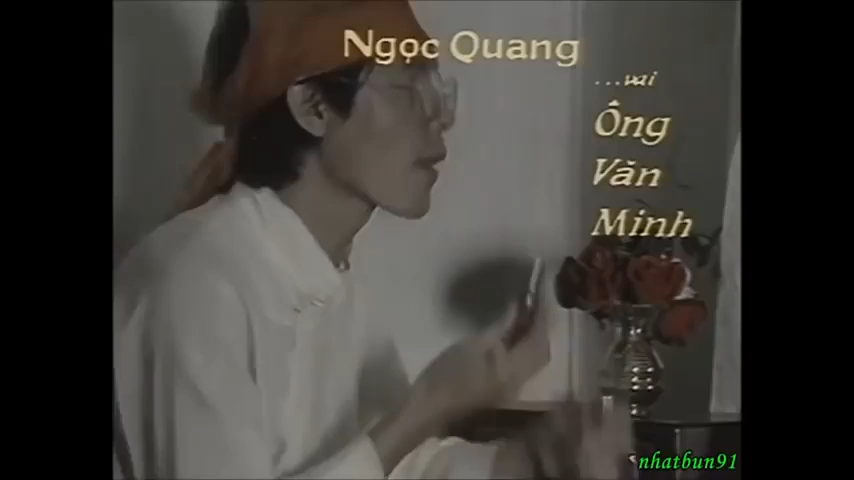 Ngọc Quang
...vai
Ông
Văn
Minh
nhatbun91